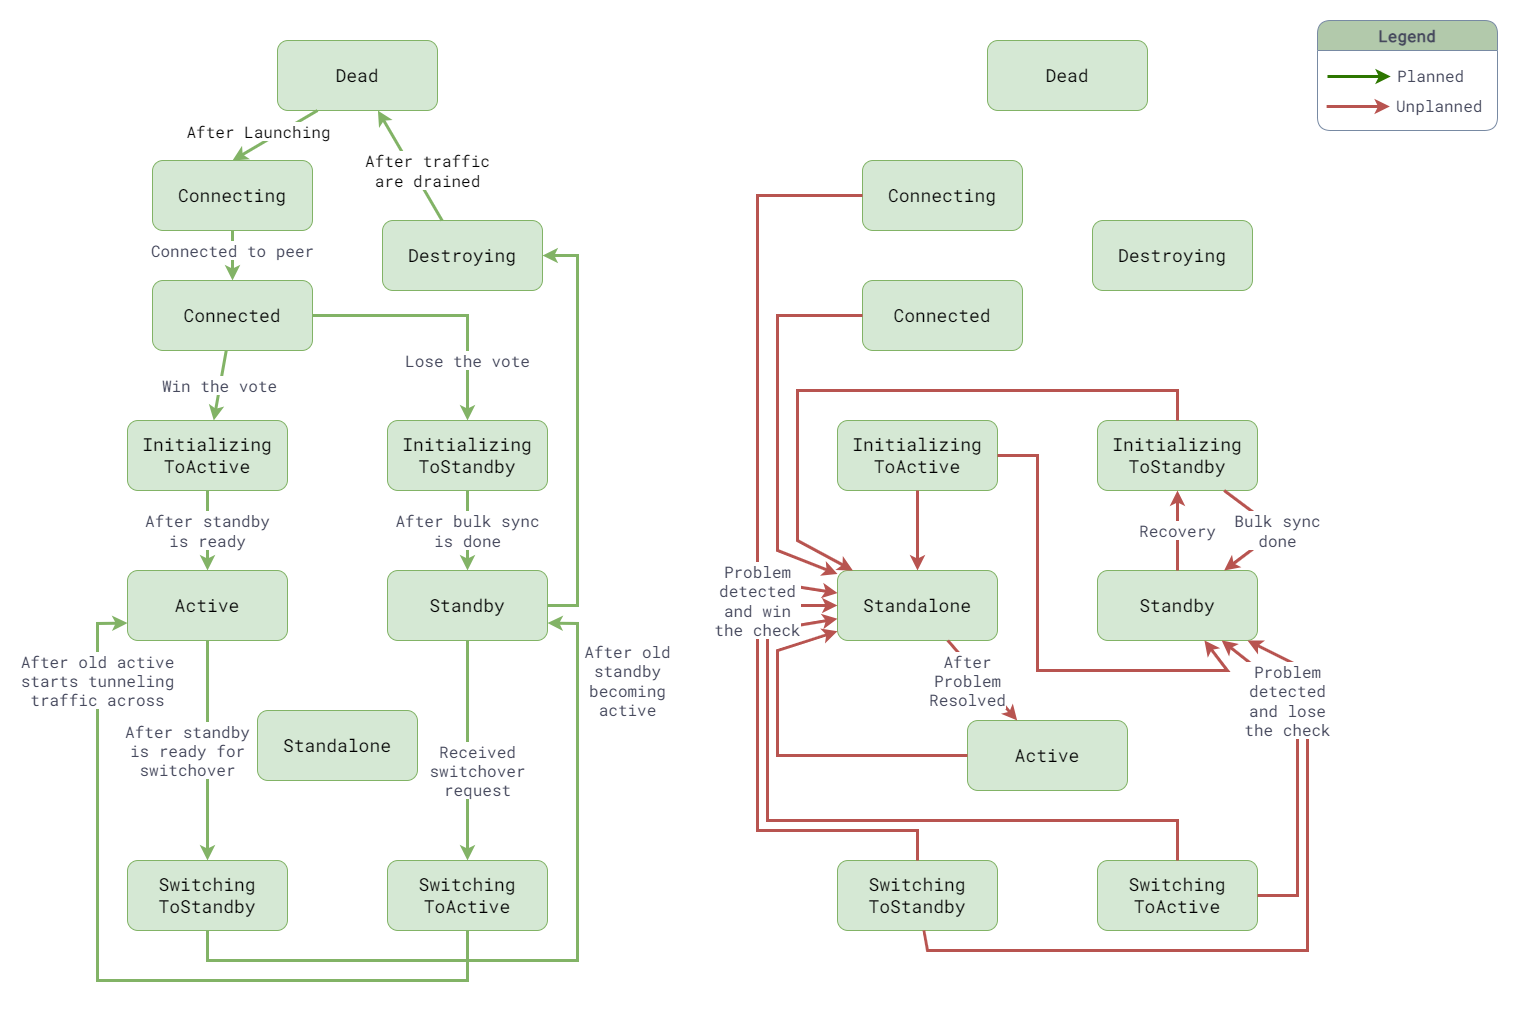 Dead
After Launching
After traffic
are drained
Connecting
Connected to peer
Destroying
Connected
Lose the vote
Win the vote
Initializing
ToActive
Initializing
ToStandby
After standby
is ready
After bulk sync
is done
Active
Standby
After old active
starts tunneling
traffic across
After old
standby
becoming
active
After standby
is ready for
switchover
Standalone
Received
switchover
request
Switching
ToStandby
Switching
ToActive
Dead
Connecting
Destroying
Connected
Initializing
ToActive
Initializing
ToStandby
Recovery
Bulk sync
done
Problem
detected
and win
the check
Standalone
Standby
After
Problem
Resolved
Problem
detected
and lose
the check
Active
Switching
ToStandby
Switching
ToActive
Legend
Planned
Unplanned